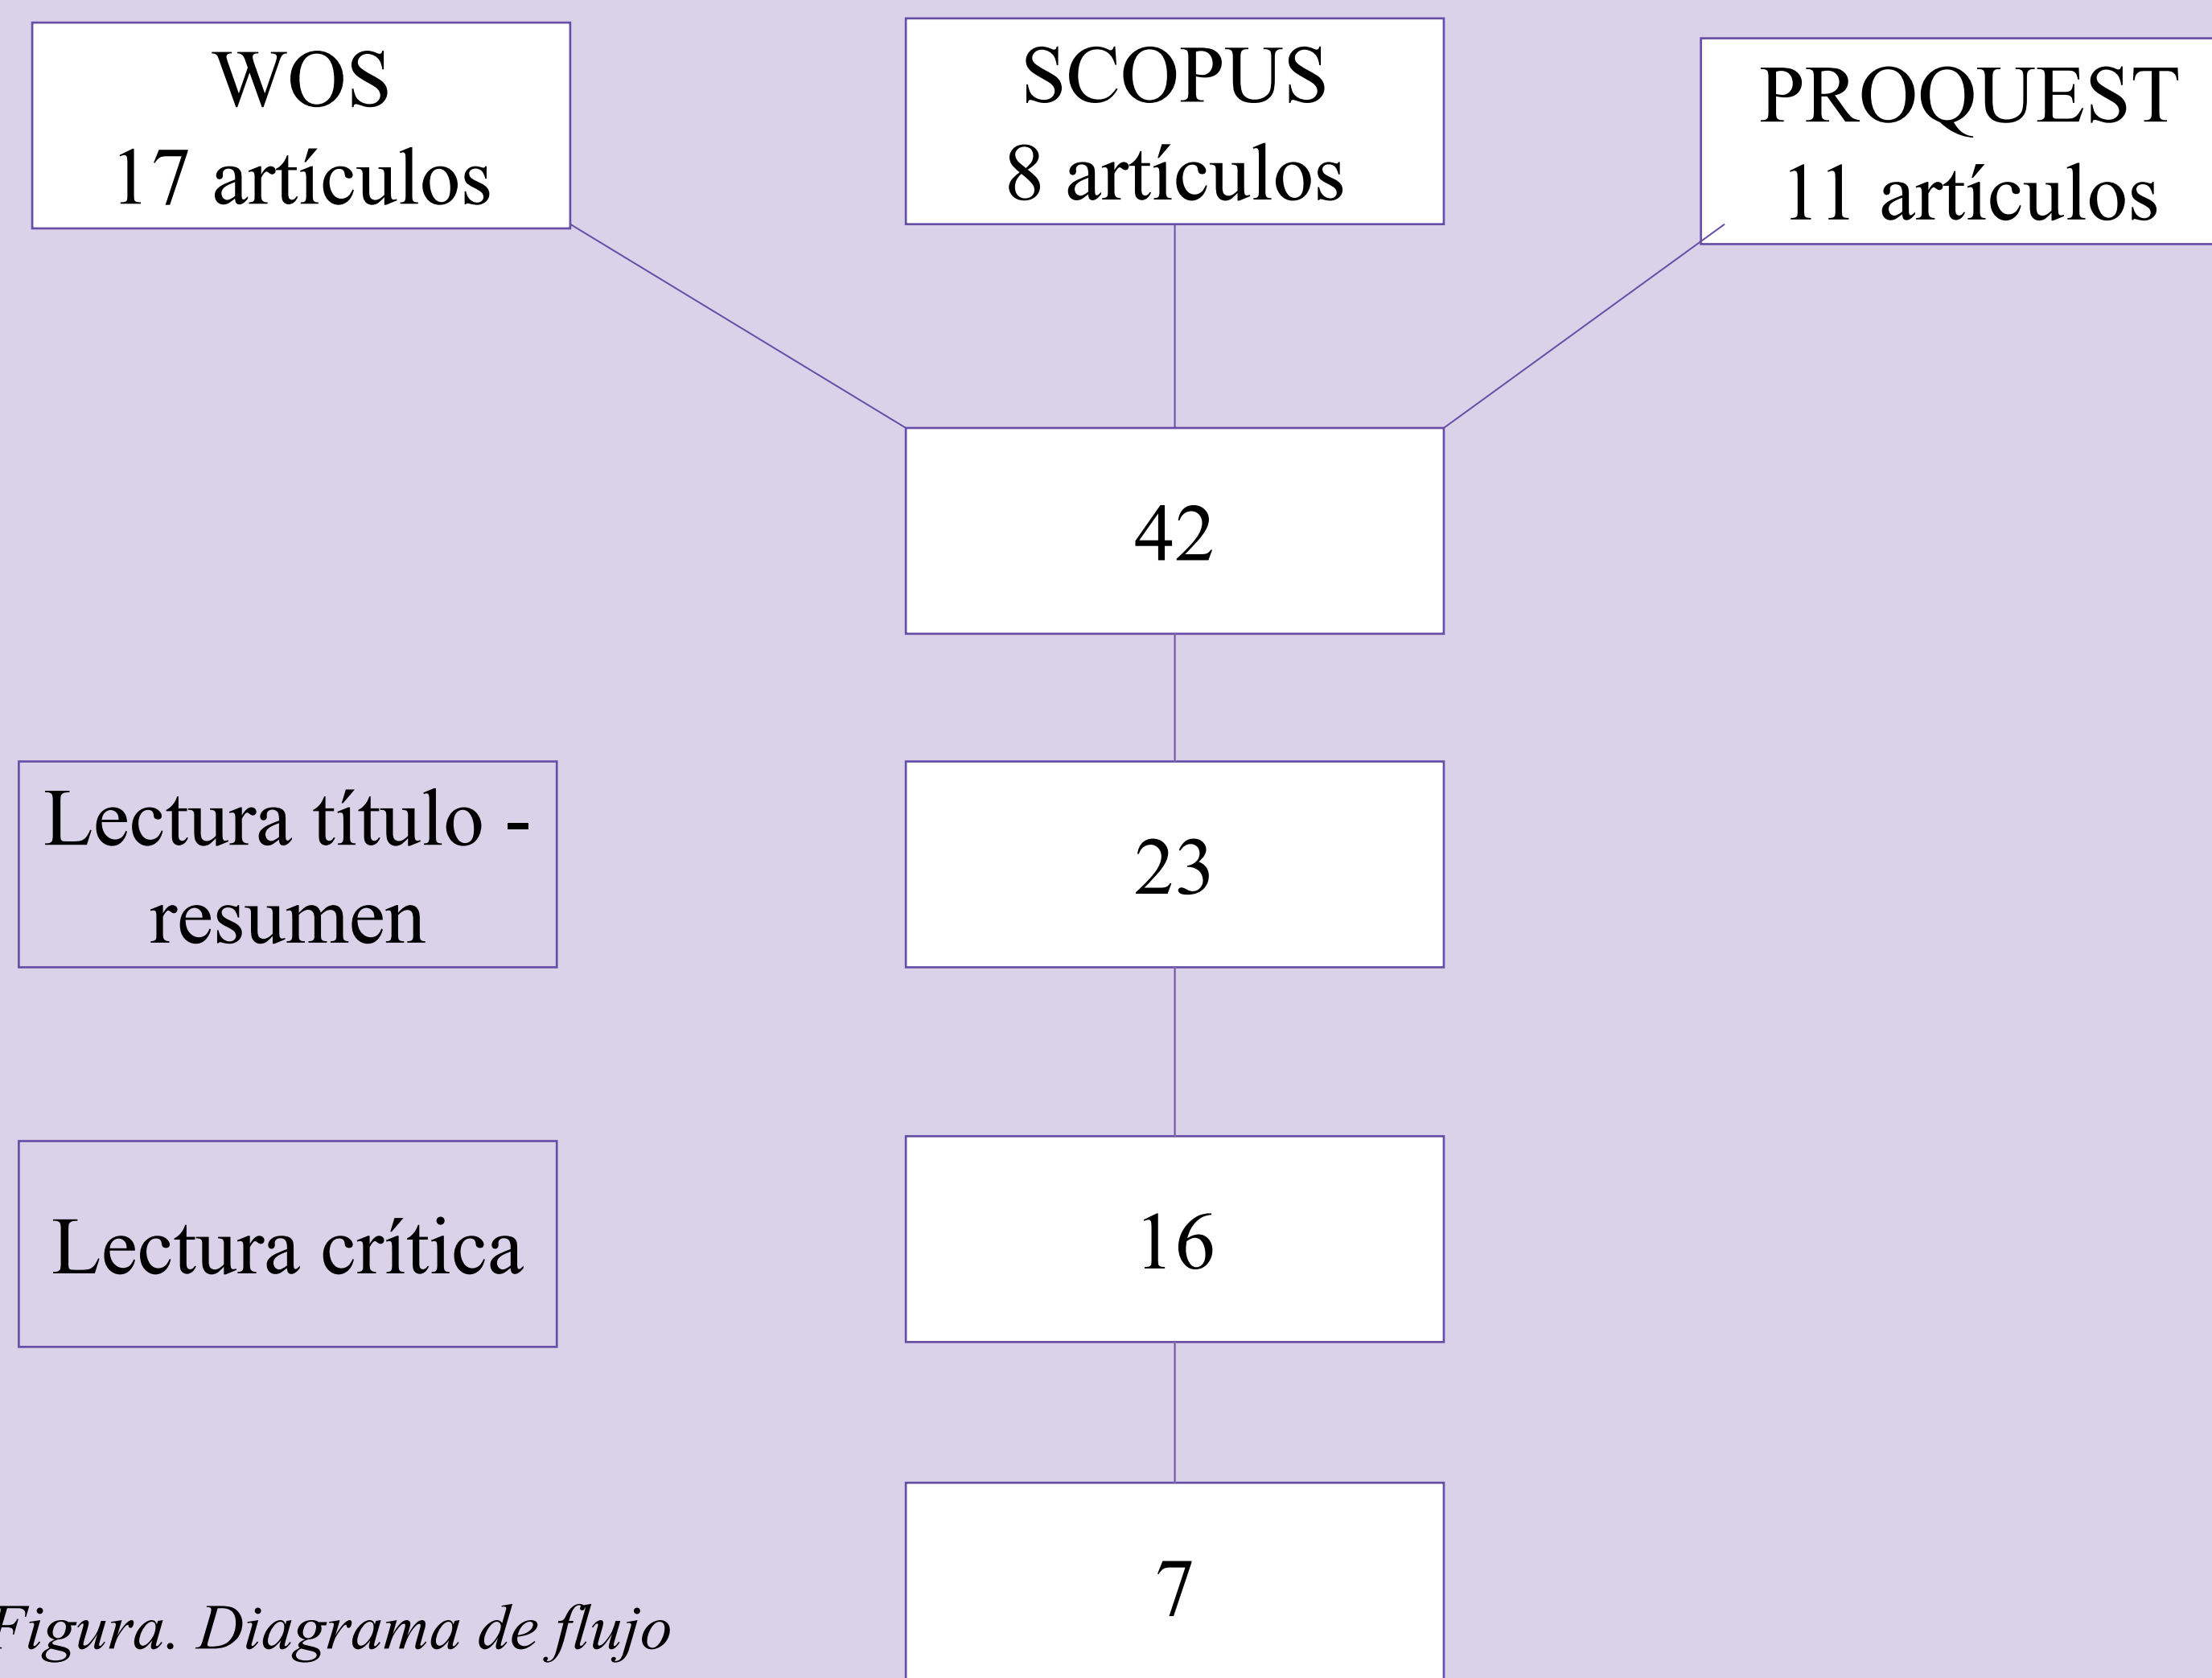 WOS
17 artículos
SCOPUS
8 artículos
PROQUEST
11 artículos
42
Lectura título -
resumen
23
Lectura crítica
16
7
Figura. Diagrama de flujo